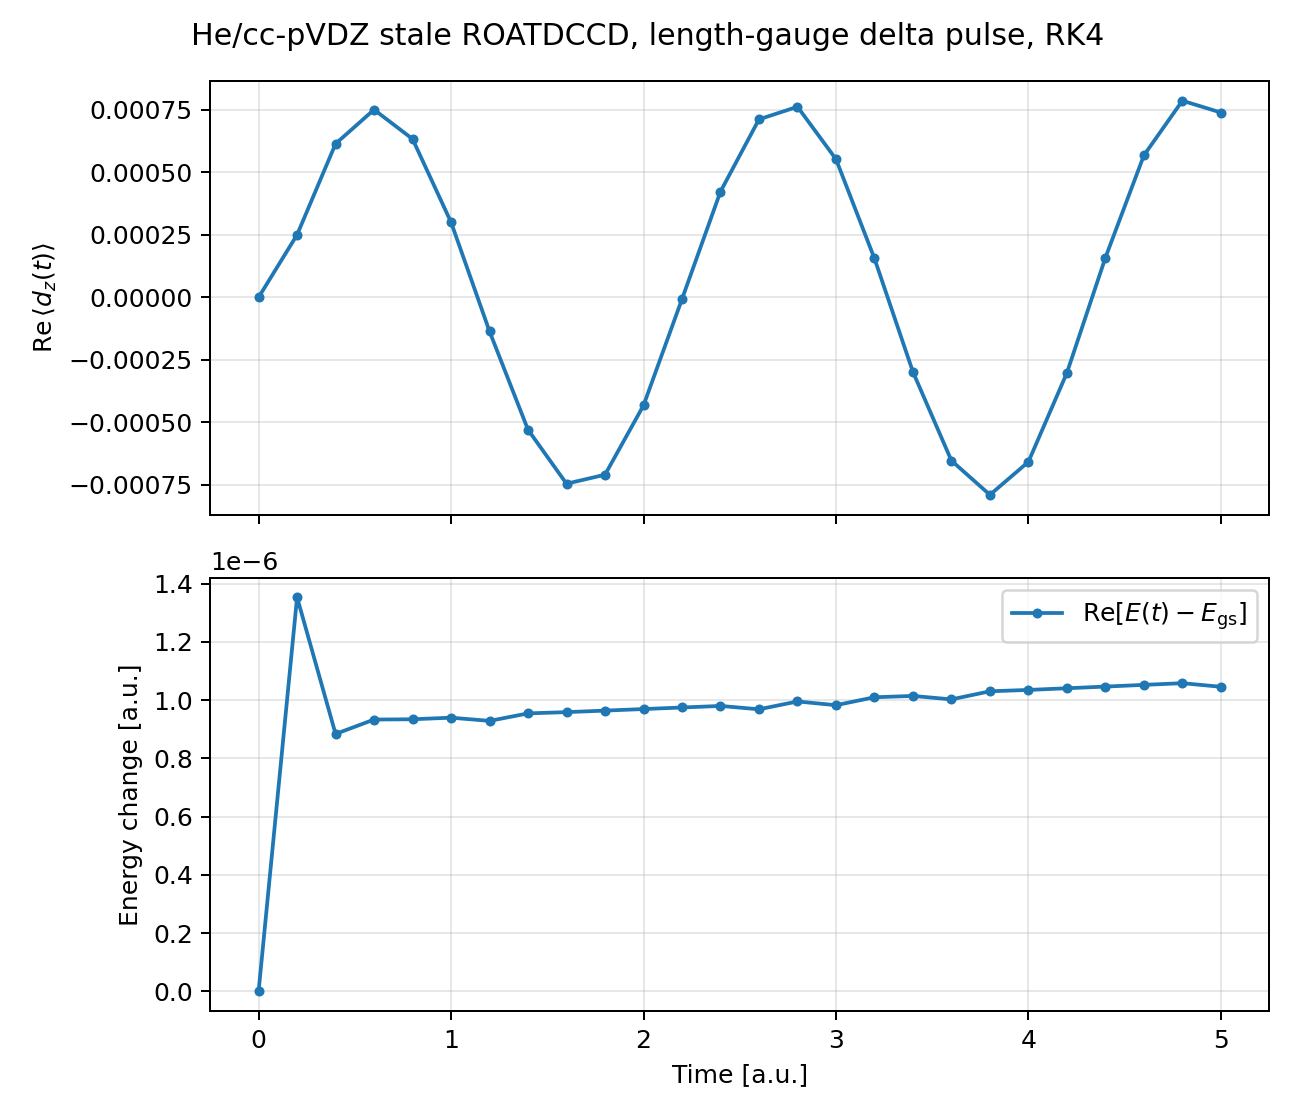 He/cc-pVDZ stale ROATDCCD, length-gauge delta pulse, RK4
0.00075
0.00050
0.00025
0.00000
−0.00025
−0.00050
−0.00075
Re ⟨d_z(t)⟩
1e−6
1.4
1.2
1.0
0.8
0.6
0.4
0.2
0.0
Energy change [a.u.]
Re[E(t) − E_gs]
0 1 2 3 4 5
Time [a.u.]